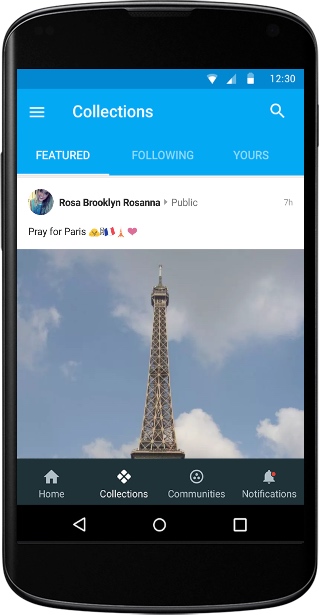 12:30
Collections
FEATURED FOLLOWING YOURS
Rosa Brooklyn Rosanna Public 7h
Pray for Paris
Home Collections Communities Notifications